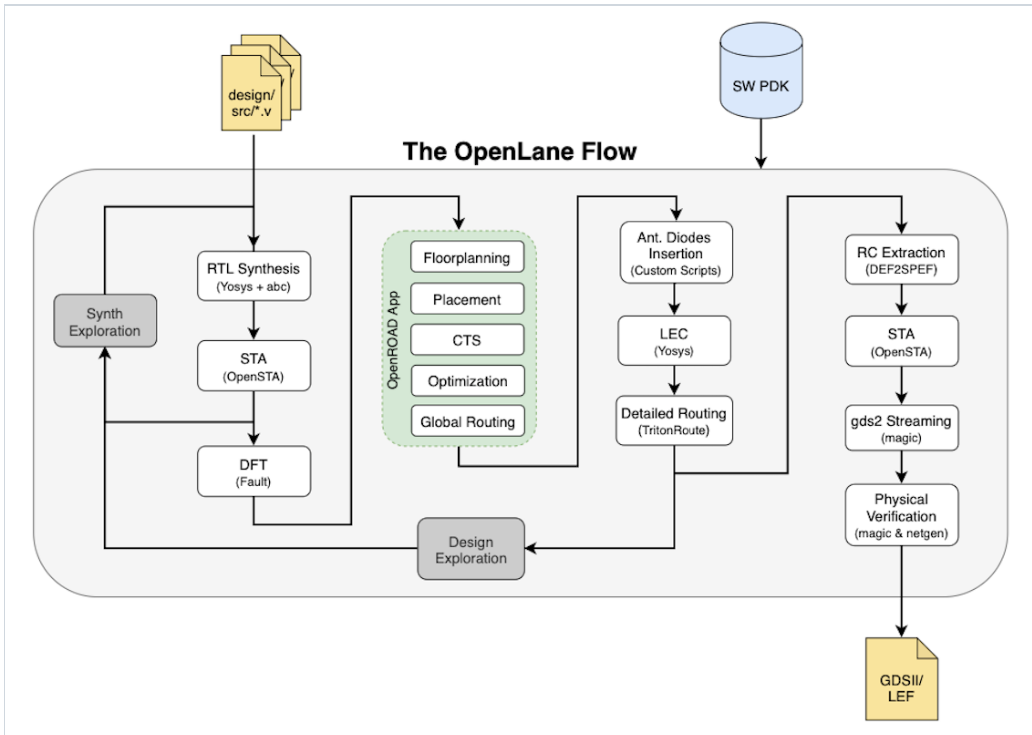 design/
src/*.v
SW PDK
The OpenLane Flow
RTL Synthesis
(Yosys + abc)
Synth
Exploration
STA
(OpenSTA)
DFT
(Fault)
OpenROAD App
Floorplanning
Placement
CTS
Optimization
Global Routing
Design
Exploration
Ant. Diodes
Insertion
(Custom Scripts)
LEC
(Yosys)
Detailed Routing
(TritonRoute)
RC Extraction
(DEF2SPEF)
STA
(OpenSTA)
gds2 Streaming
(magic)
Physical
Verification
(magic & netgen)
GDSII/
LEF